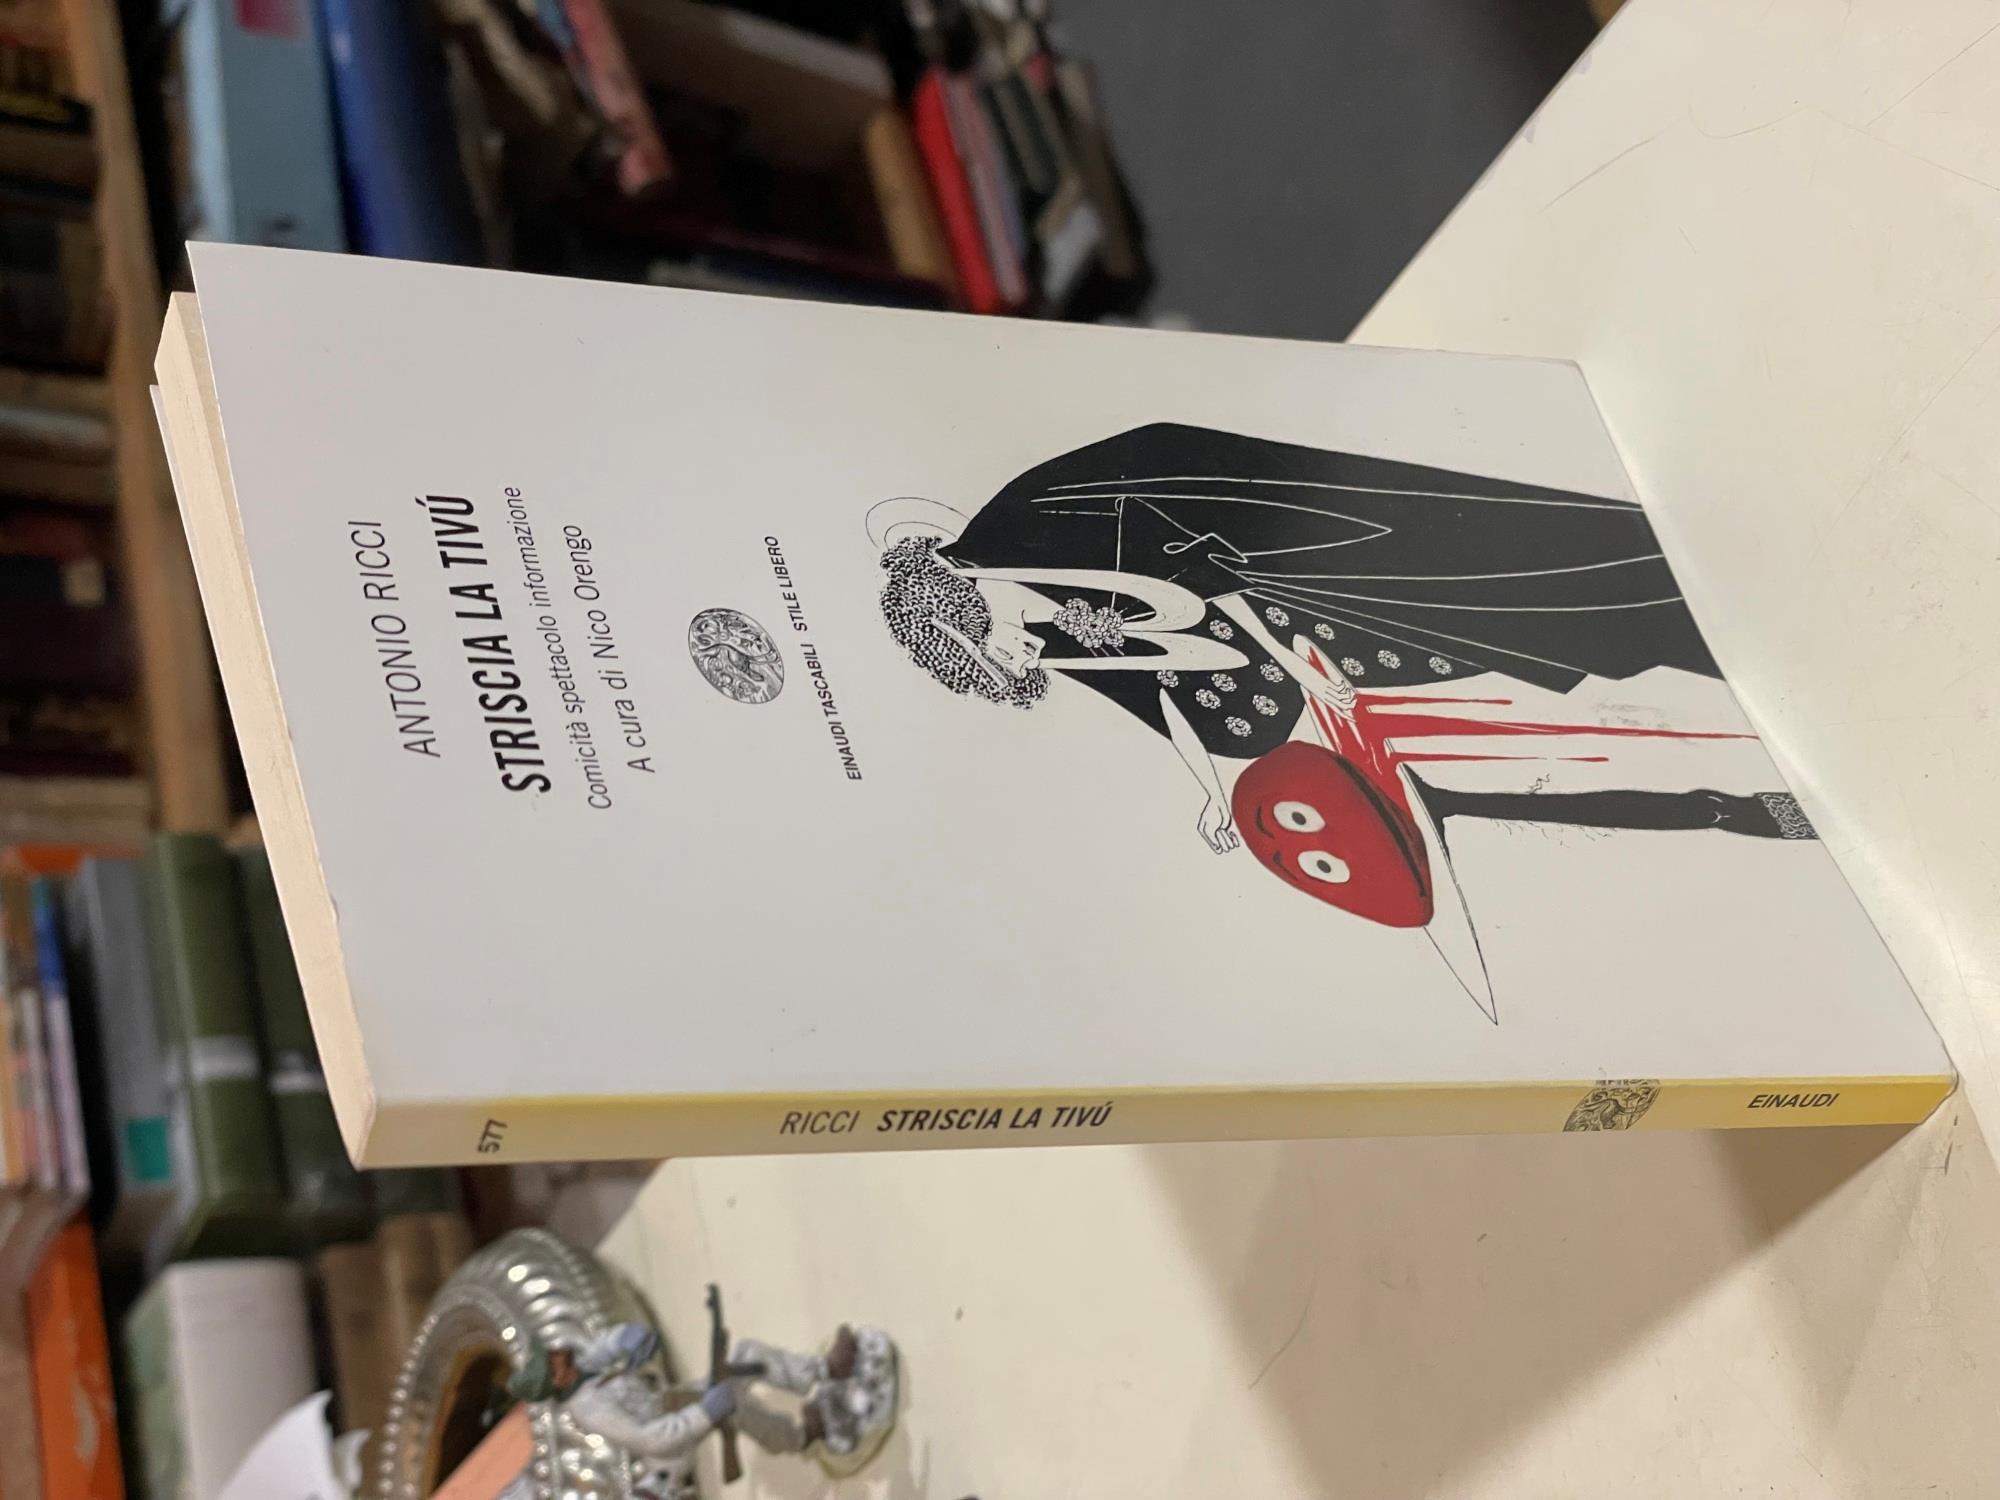 ANTONIO RICCI
STRISCIA LA TIVÚ
Comicità spettacolo informazione
A cura di Nico Orengo
EINAUDI TASCABILI STILE LIBERO
577
RICCI STRISCIA LA TIVÚ
EINAUDI